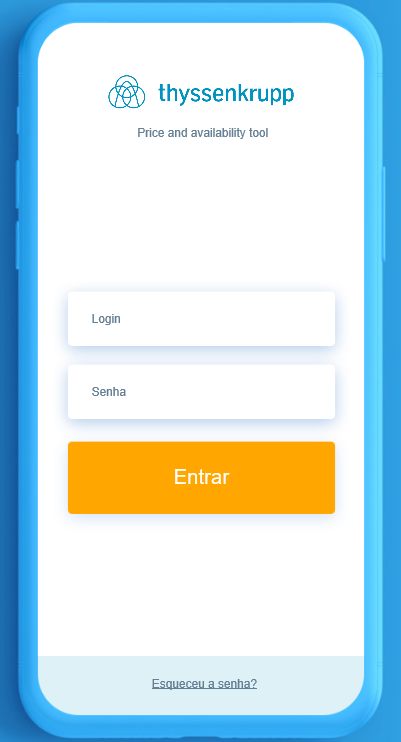 thyssenkrupp
Price and availability tool
Login
Senha
Entrar
Esqueceu a senha?